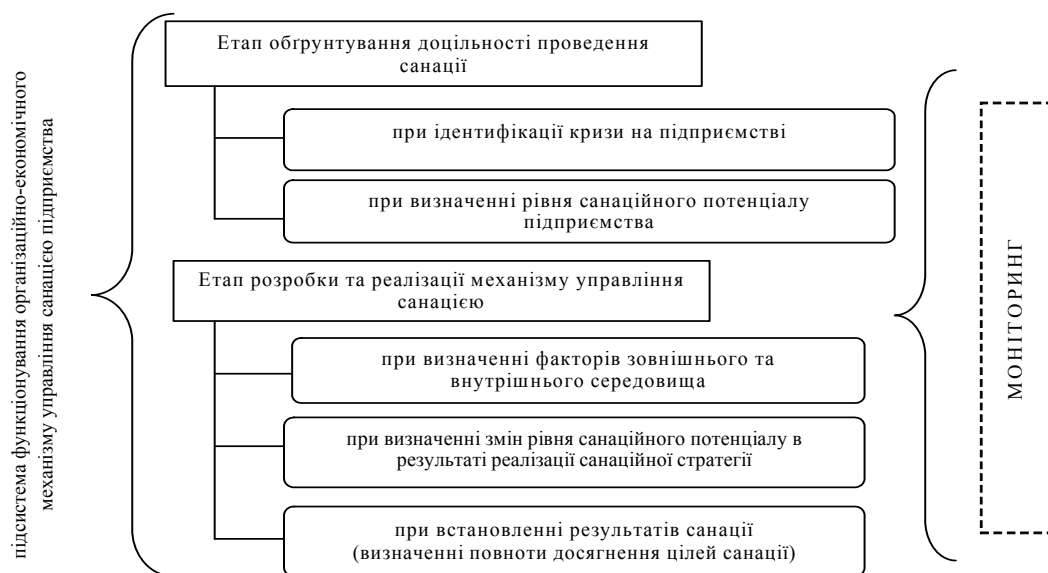 підсистема функціонування організаційно-економічного
механізму управління санацією підприємства
Етап обґрунтування доцільності проведення
санації
при ідентифікації кризи на підприємстві
при визначенні рівня санаційного потенціалу
підприємства
Етап розробки та реалізації механізму управління
санацією
при визначенні факторів зовнішнього та
внутрішнього середовища
при визначенні змін рівня санаційного потенціалу в
результаті реалізації санаційної стратегії
при встановленні результатів санації
(визначенні повноти досягнення цілей санації)
МОНІТОРИНГ